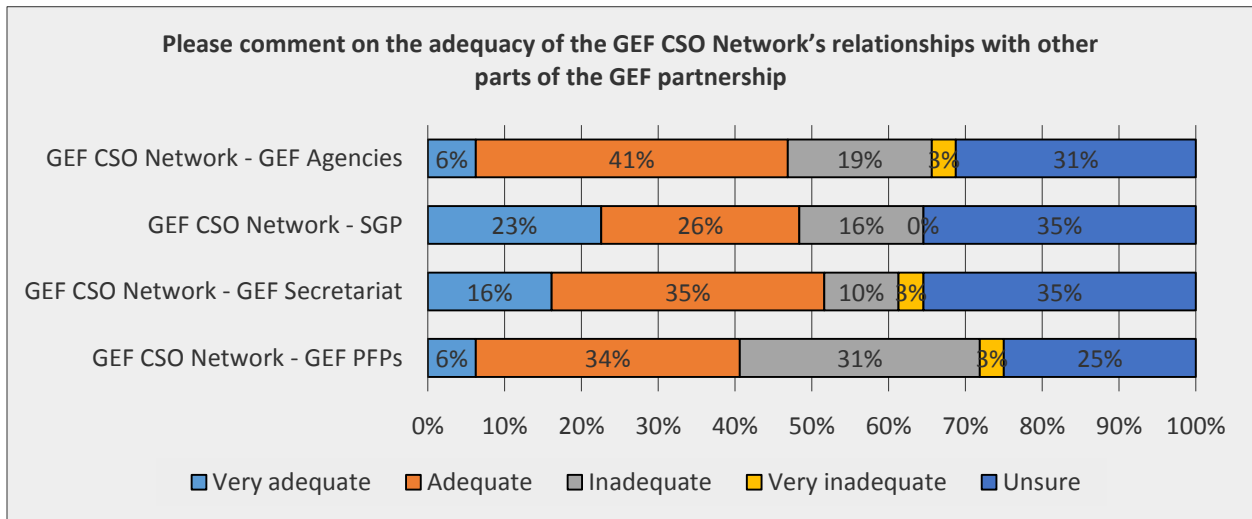 Please comment on the adequacy of the GEF CSO Network’s relationships with other
parts of the GEF partnership
GEF CSO Network - GEF Agencies 6% 41% 19% 3% 31%
GEF CSO Network - SGP 23% 26% 16% 0% 35%
GEF CSO Network - GEF Secretariat 16% 35% 10% 3% 35%
GEF CSO Network - GEF PFPs 6% 34% 31% 3% 25%
0% 10% 20% 30% 40% 50% 60% 70% 80% 90% 100%
Very adequate Adequate Inadequate Very inadequate Unsure